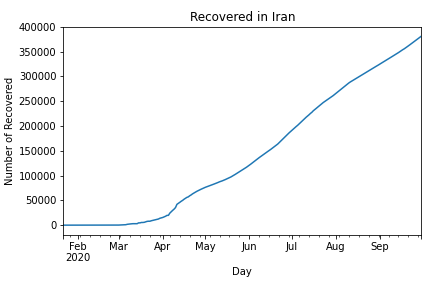 Recovered in Iran
Number of Recovered
400000
350000
300000
250000
200000
150000
100000
50000
0
Feb Mar Apr May Jun Jul Aug Sep
2020
Day